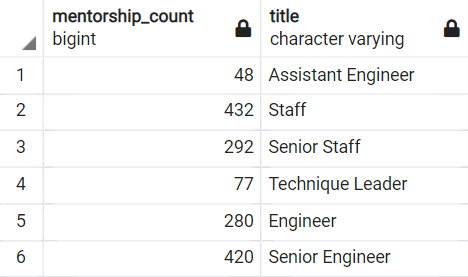 mentorship_count title
bigint character varying
1 48 Assistant Engineer
2 432 Staff
3 292 Senior Staff
4 77 Technique Leader
5 280 Engineer
6 420 Senior Engineer